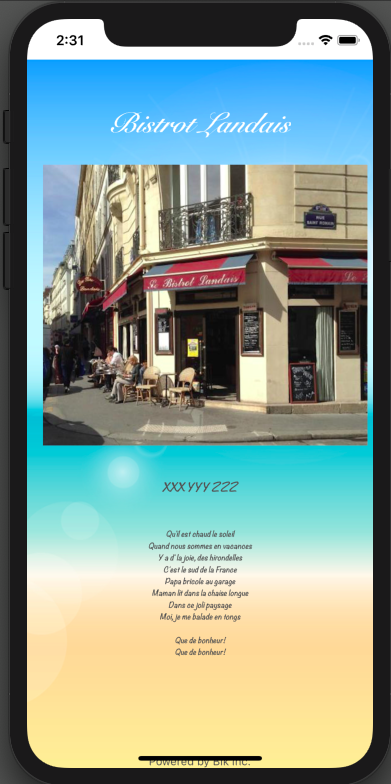 2:31
Bistrot Landais
RUE
SAINT DOMINIQUE
Le Bistrot Landais
Le
XXX YYY ZZZ
Qu'il est chaud le soleil
Quand nous sommes en vacances
Y a d' la joie, des hirondelles
C'est le sud de la France
Papa bricole au garage
Maman lit dans la chaise longue
Dans ce joli paysage
Moi, je me balade en tongs
Que de bonheur!
Que de bonheur!
Powered by Bik Inc.